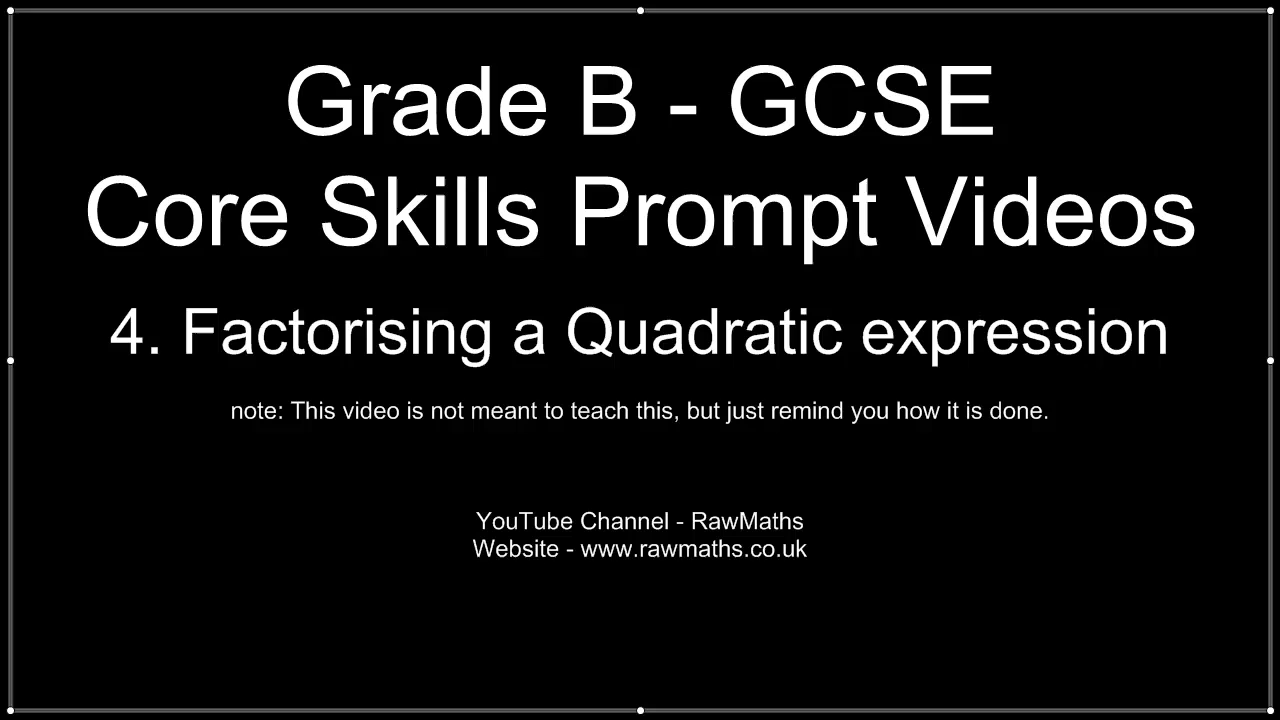 Grade B - GCSE
Core Skills Prompt Videos
4. Factorising a Quadratic expression
note: This video is not meant to teach this, but just remind you how it is done.
YouTube Channel - RawMaths
Website - www.rawmaths.co.uk